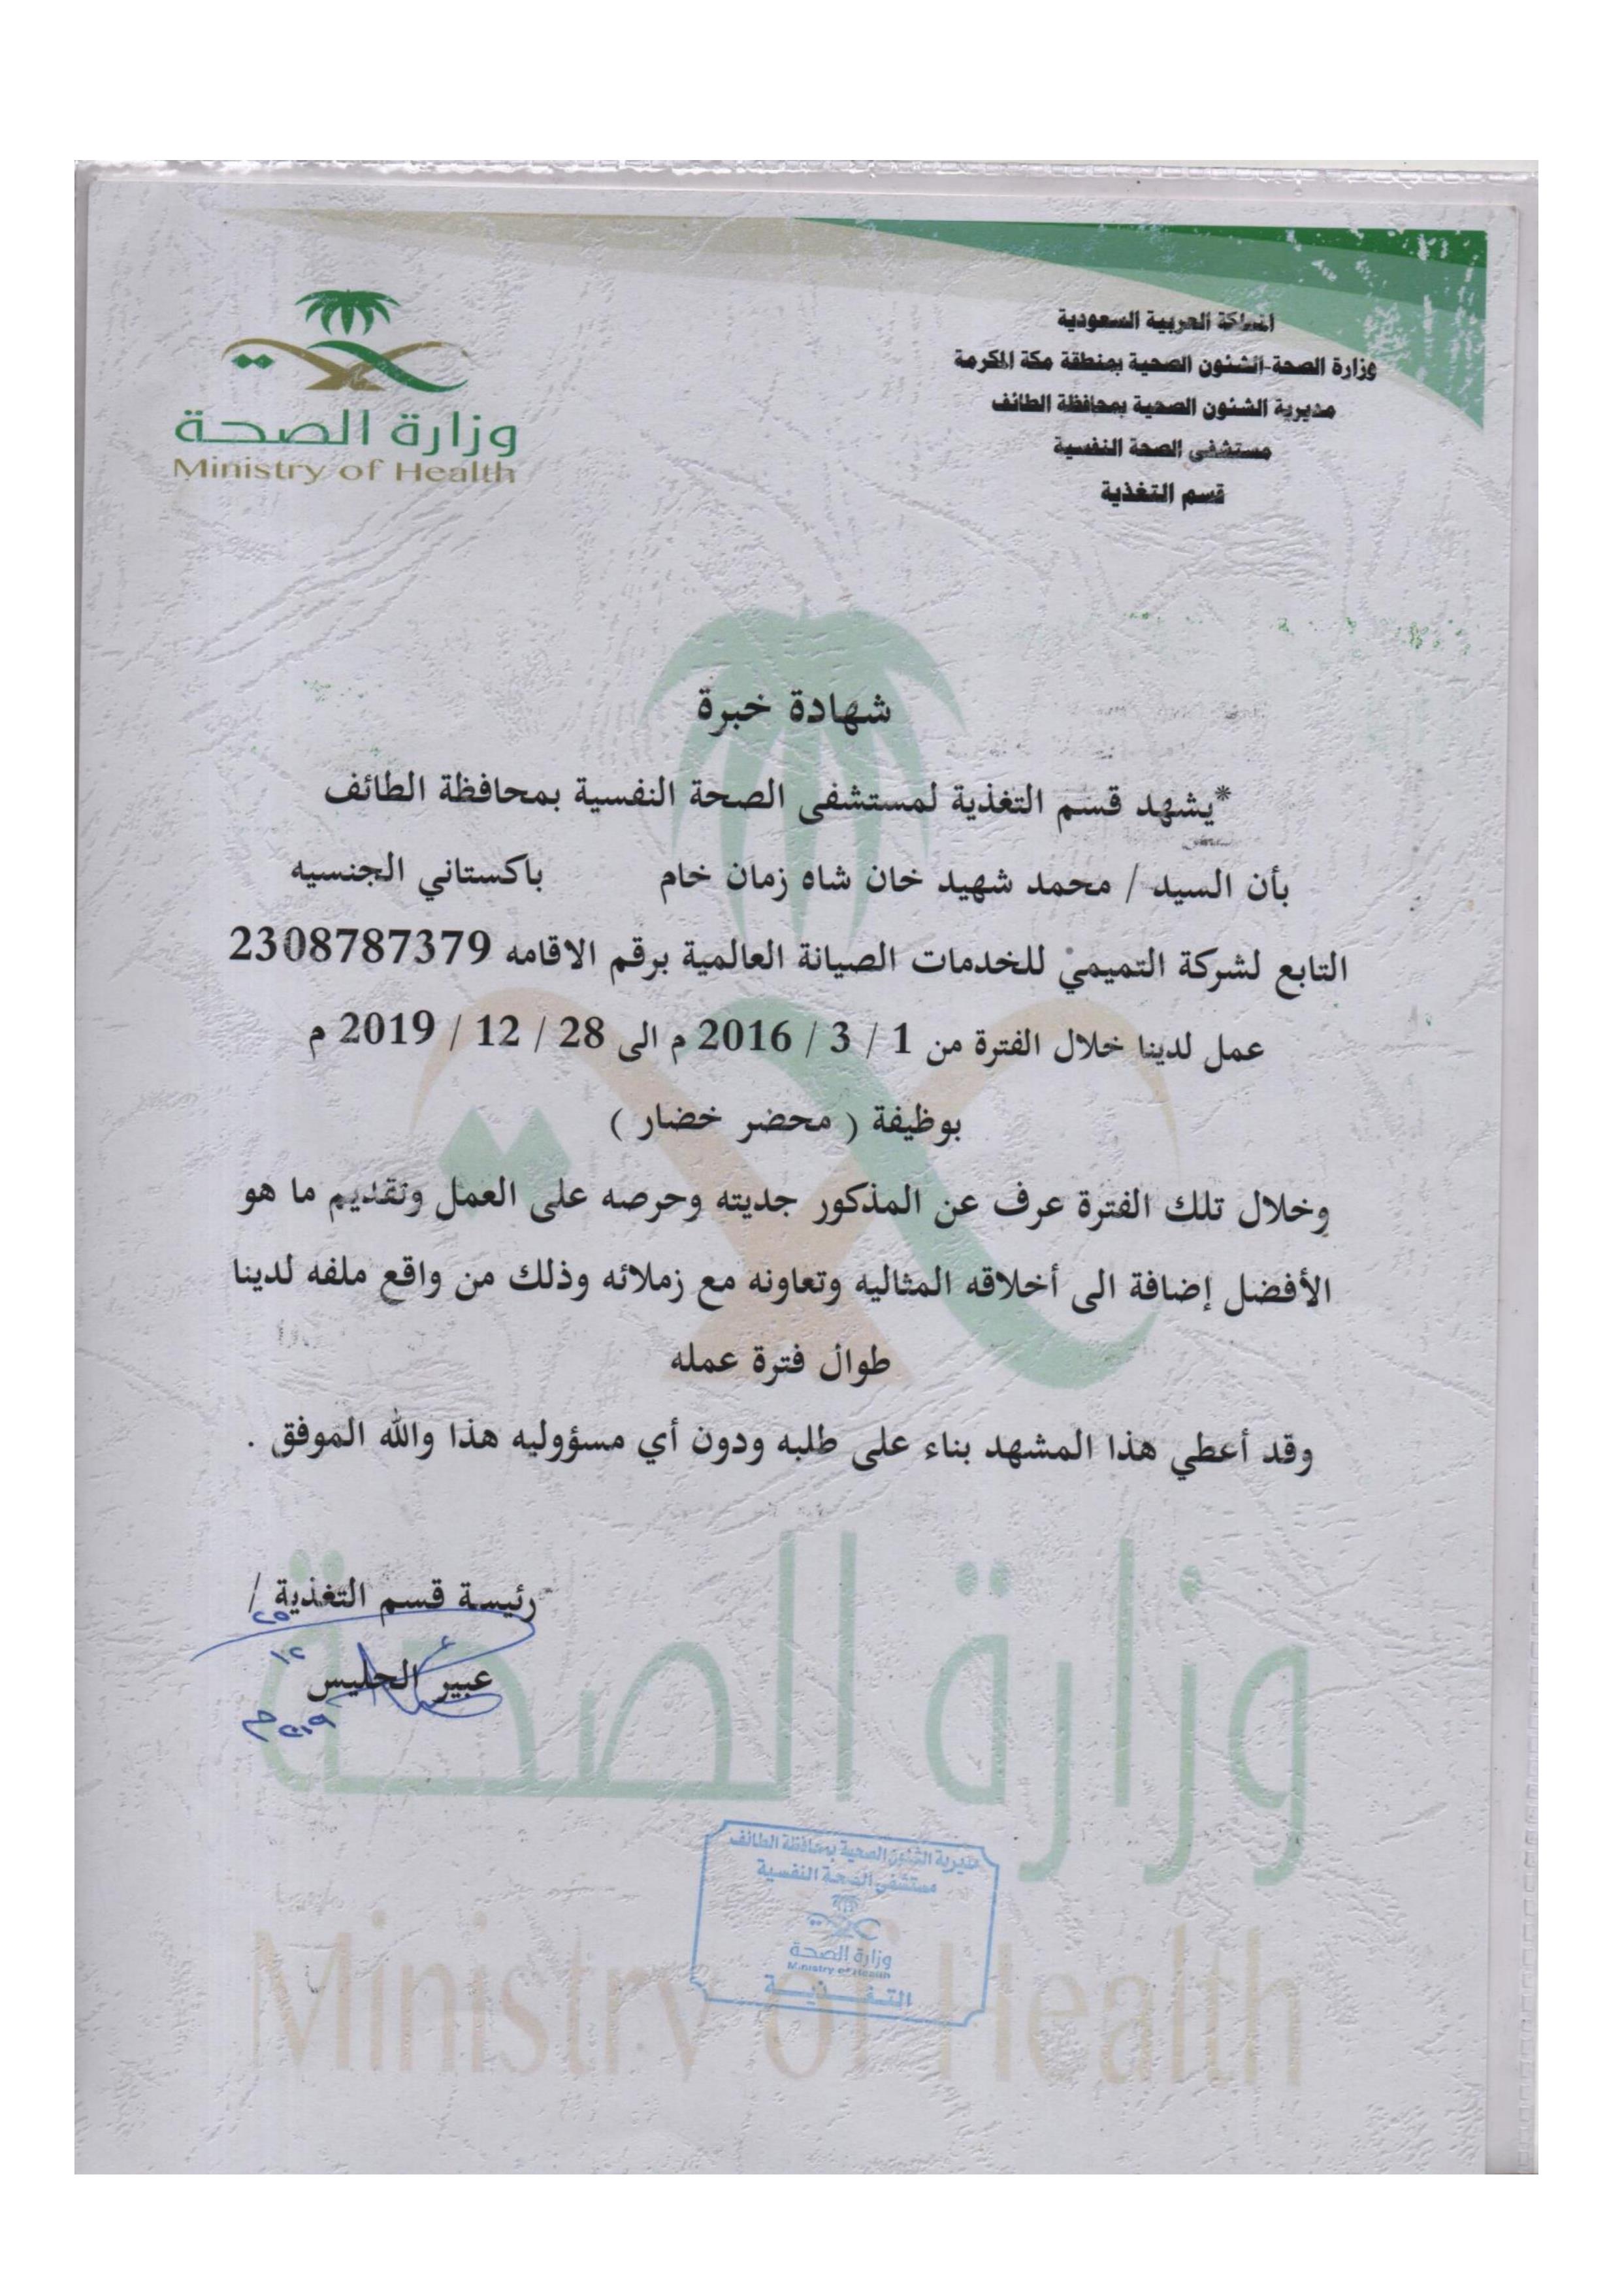 المملكة العربية السعودية
وزارة الصحة-الشئون الصحية بمنطقة مكة المكرمة
مديرية الشئون الصحية بمحافظة الطائف
مستشفى الصحة النفسية
قسم التغذية
وزارة الصحة
Ministry of Health
شهادة خبرة
*يشهد قسم التغذية لمستشفى الصحة النفسية بمحافظة الطائف
بأن السيد / محمد شهيد خان شاه زمان خام باكستاني الجنسيه
التابع لشركة التميمي للخدمات الصيانة العالمية برقم الاقامه 2308787379
عمل لدينا خلال الفترة من 1 / 3 / 2016 م الى 28 / 12 / 2019 م
بوظيفة ( محضر خضار )
وخلال تلك الفترة عرف عن المذكور جديته وحرصه على العمل وتقديم ما هو
الأفضل إضافة الى أخلاقه المثاليه وتعاونه مع زملائه وذلك من واقع ملفه لدينا
طوال فترة عمله
وقد أعطي هذا المشهد بناء على طلبه ودون أي مسؤوليه هذا والله الموفق .
رئيسة قسم التغذية /
٢٥
١٢
عبير الحليس
٢٠١٩م
وزارة الصحة
Ministry of Health
مديرية الشئون الصحية بمحافظة الطائف
مستشفى الصحة النفسية
وزارة الصحة
Ministry of Health
التغذية